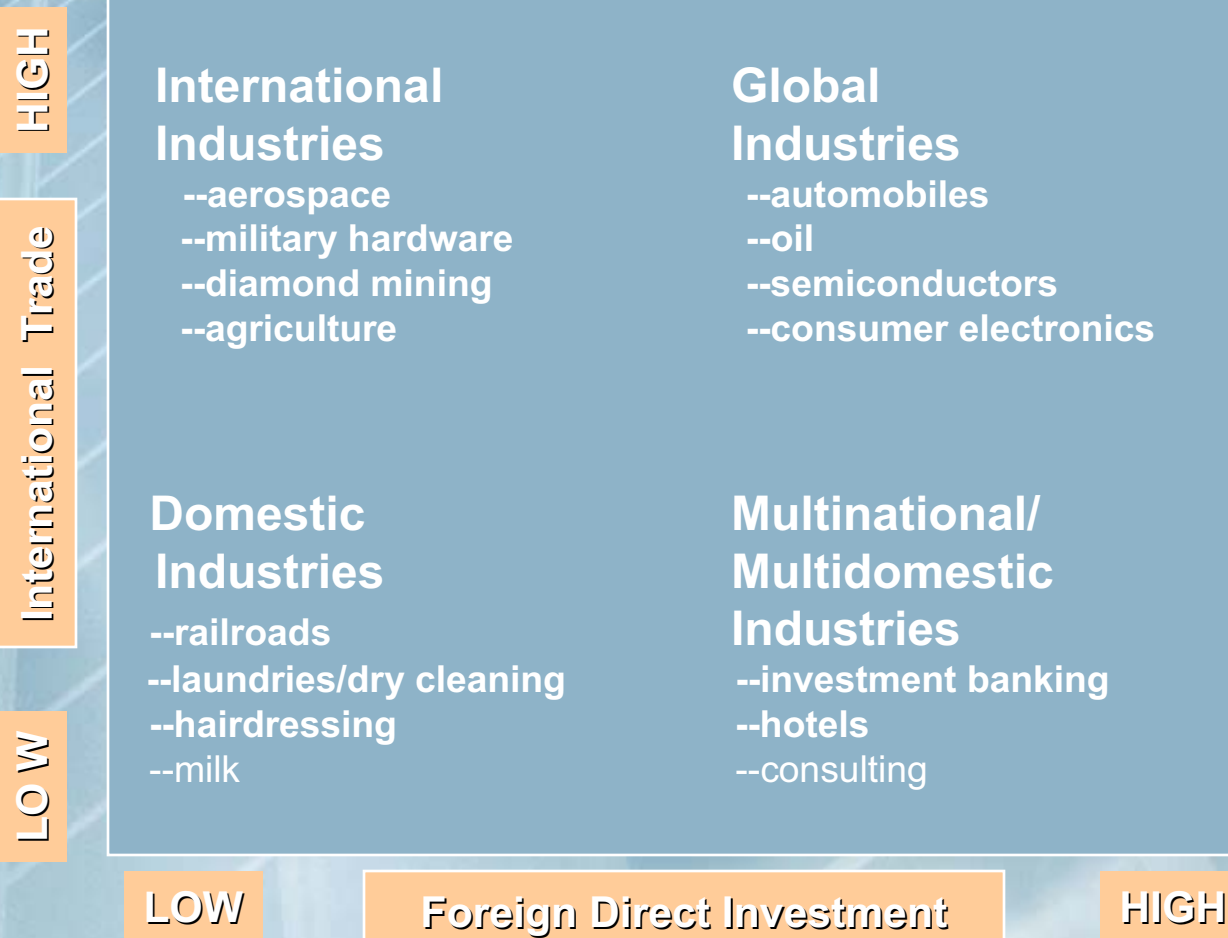 HIGH
International Trade
LOW
International
Industries
--aerospace
--military hardware
--diamond mining
--agriculture
Global
Industries
--automobiles
--oil
--semiconductors
--consumer electronics
Domestic
Industries
--railroads
--laundries/dry cleaning
--hairdressing
--milk
Multinational/
Multidomestic
Industries
--investment banking
--hotels
--consulting
LOW
Foreign Direct Investment
HIGH